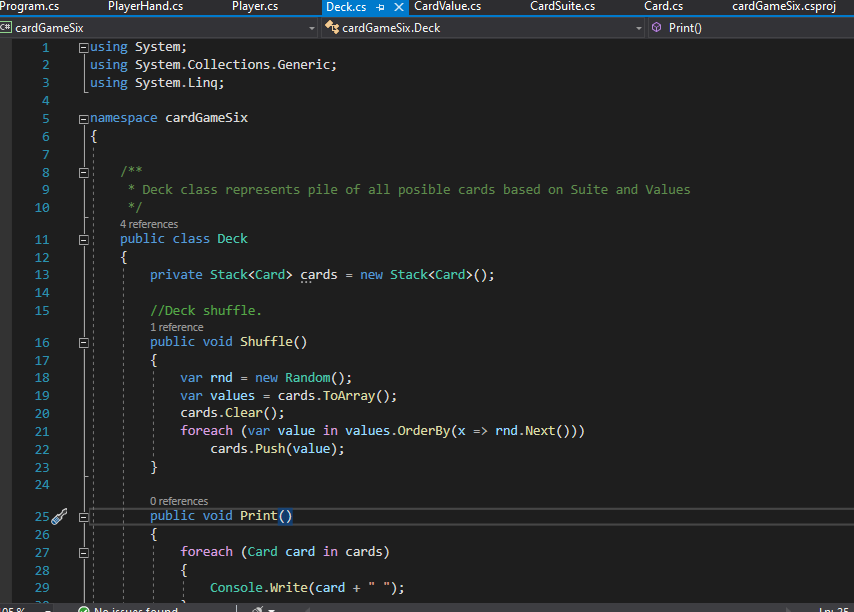 Program.cs PlayerHand.cs Player.cs Deck.cs CardValue.cs CardSuite.cs Card.cs cardGameSix.csproj
C# cardGameSix cardGameSix.Deck Print()
1 using System;
2 using System.Collections.Generic;
3 using System.Linq;
4
5 namespace cardGameSix
6 {
7
8 /**
9 * Deck class represents pile of all posible cards based on Suite and Values
10 */
4 references
11 public class Deck
12 {
13 private Stack<Card> cards = new Stack<Card>();
14
15 //Deck shuffle.
1 reference
16 public void Shuffle()
17 {
18 var rnd = new Random();
19 var values = cards.ToArray();
20 cards.Clear();
21 foreach (var value in values.OrderBy(x => rnd.Next()))
22 cards.Push(value);
23 }
24
0 references
25 public void Print()
26 {
27 foreach (Card card in cards)
28 {
29 Console.Write(card + " ");
No issues found